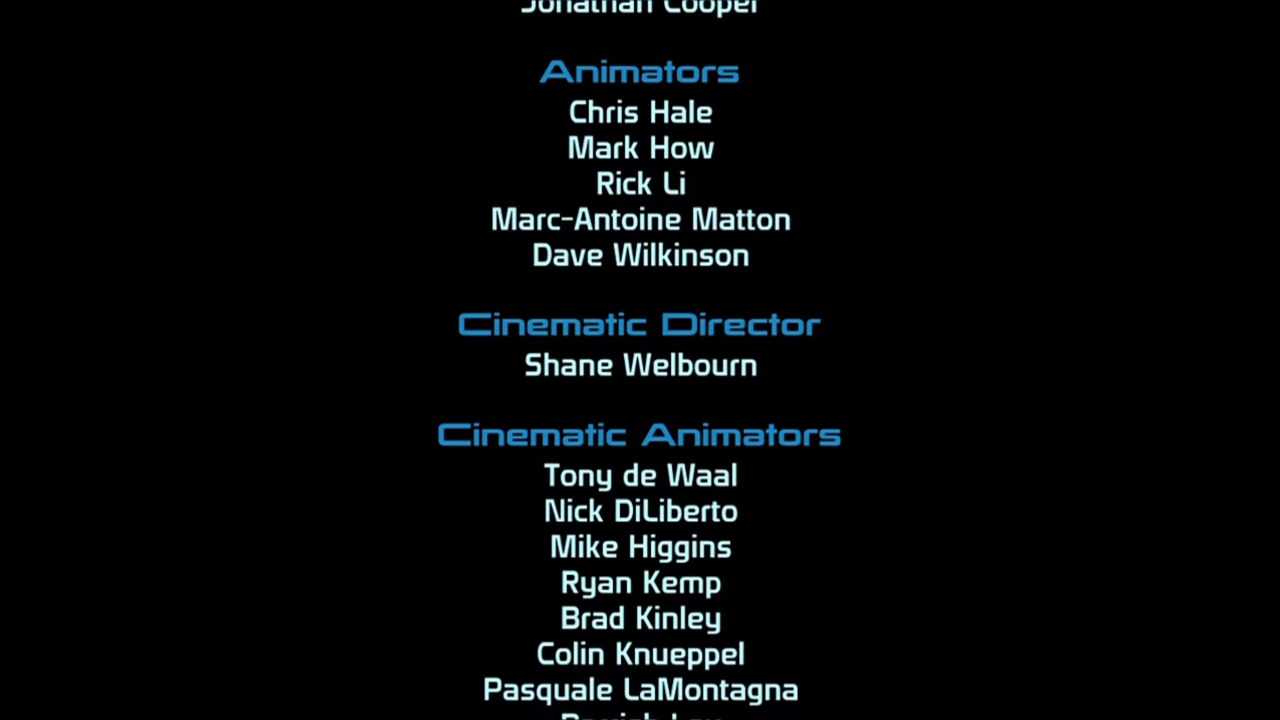 Jonathan Cooper
Animators
Chris Hale
Mark How
Rick Li
Marc-Antoine Matton
Dave Wilkinson
Cinematic Director
Shane Welbourn
Cinematic Animators
Tony de Waal
Nick DiLiberto
Mike Higgins
Ryan Kemp
Brad Kinley
Colin Knueppel
Pasquale LaMontagna